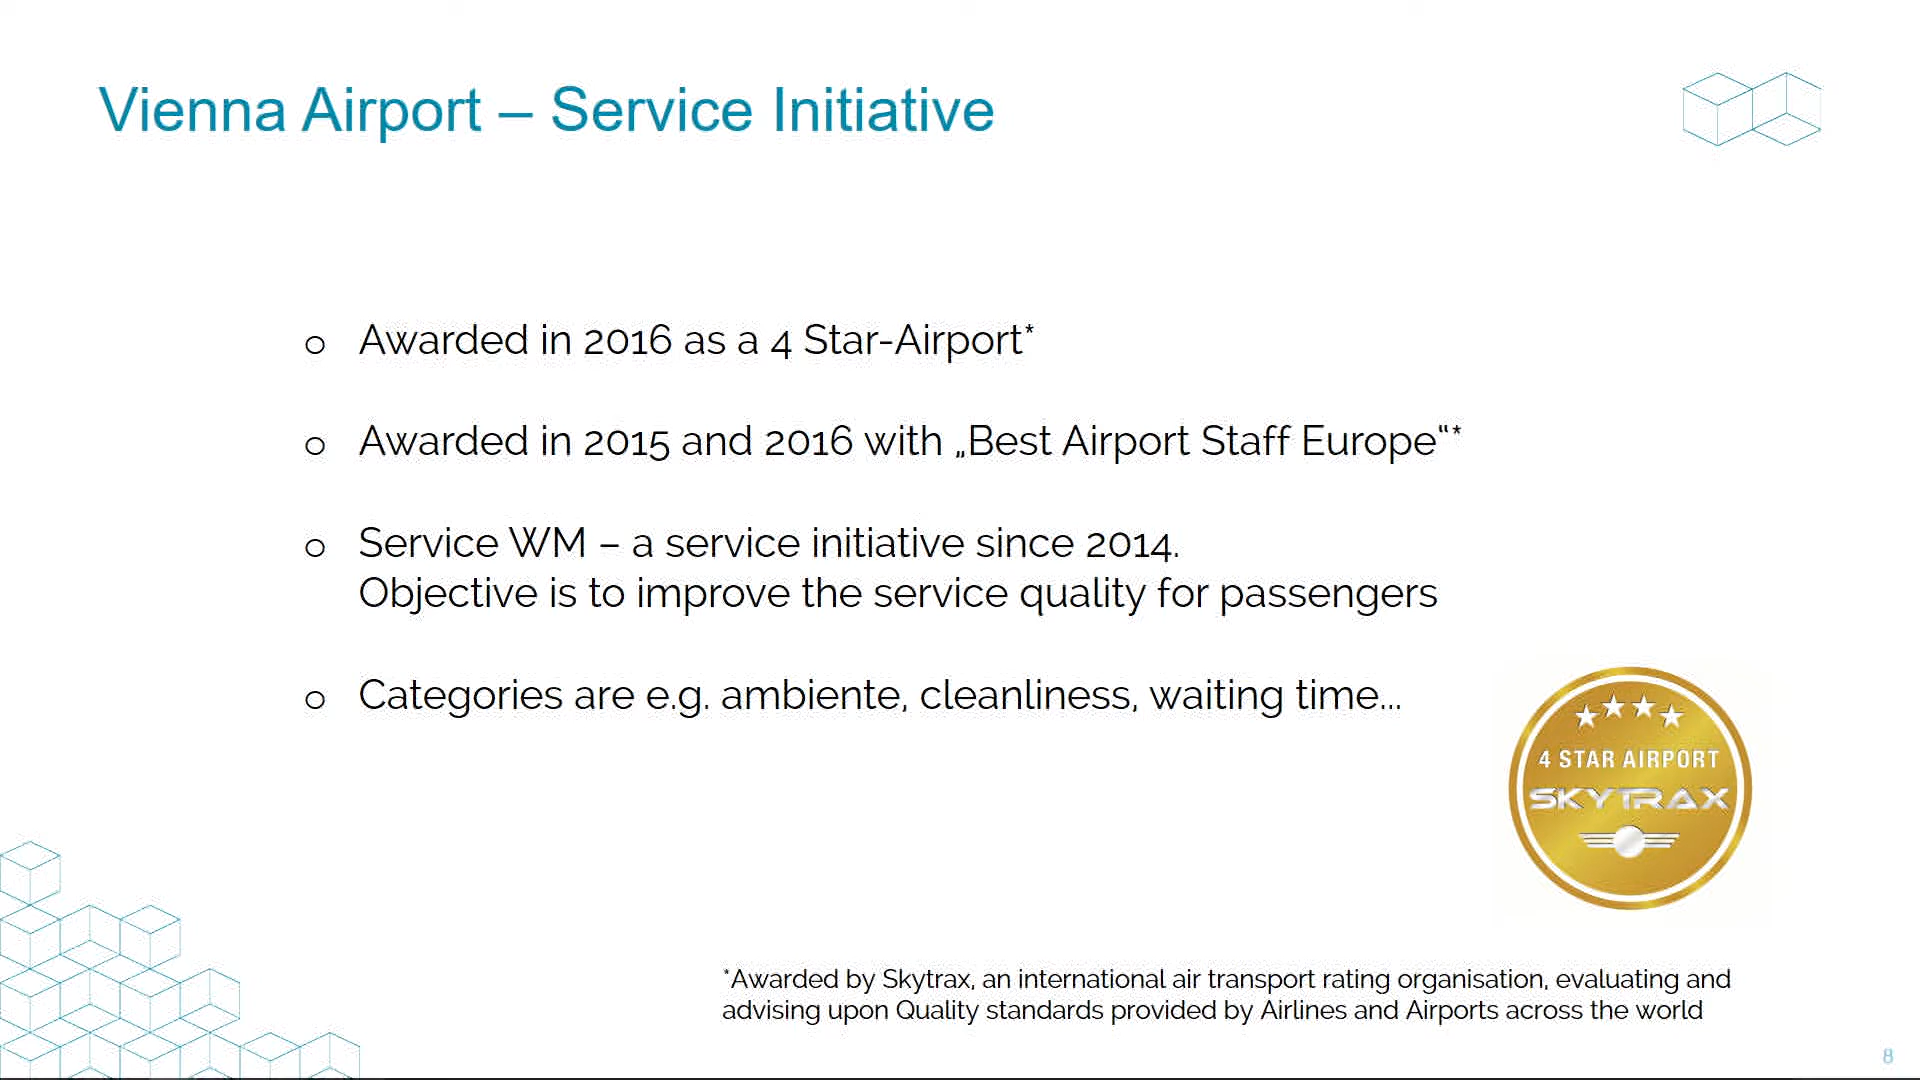 Vienna Airport – Service Initiative
o Awarded in 2016 as a 4 Star-Airport*
o Awarded in 2015 and 2016 with „Best Airport Staff Europe“*
o Service WM – a service initiative since 2014.
Objective is to improve the service quality for passengers
o Categories are e.g. ambiente, cleanliness, waiting time...
4 STAR AIRPORT
SKYTRAX
*Awarded by Skytrax, an international air transport rating organisation, evaluating and
advising upon Quality standards provided by Airlines and Airports across the world
8